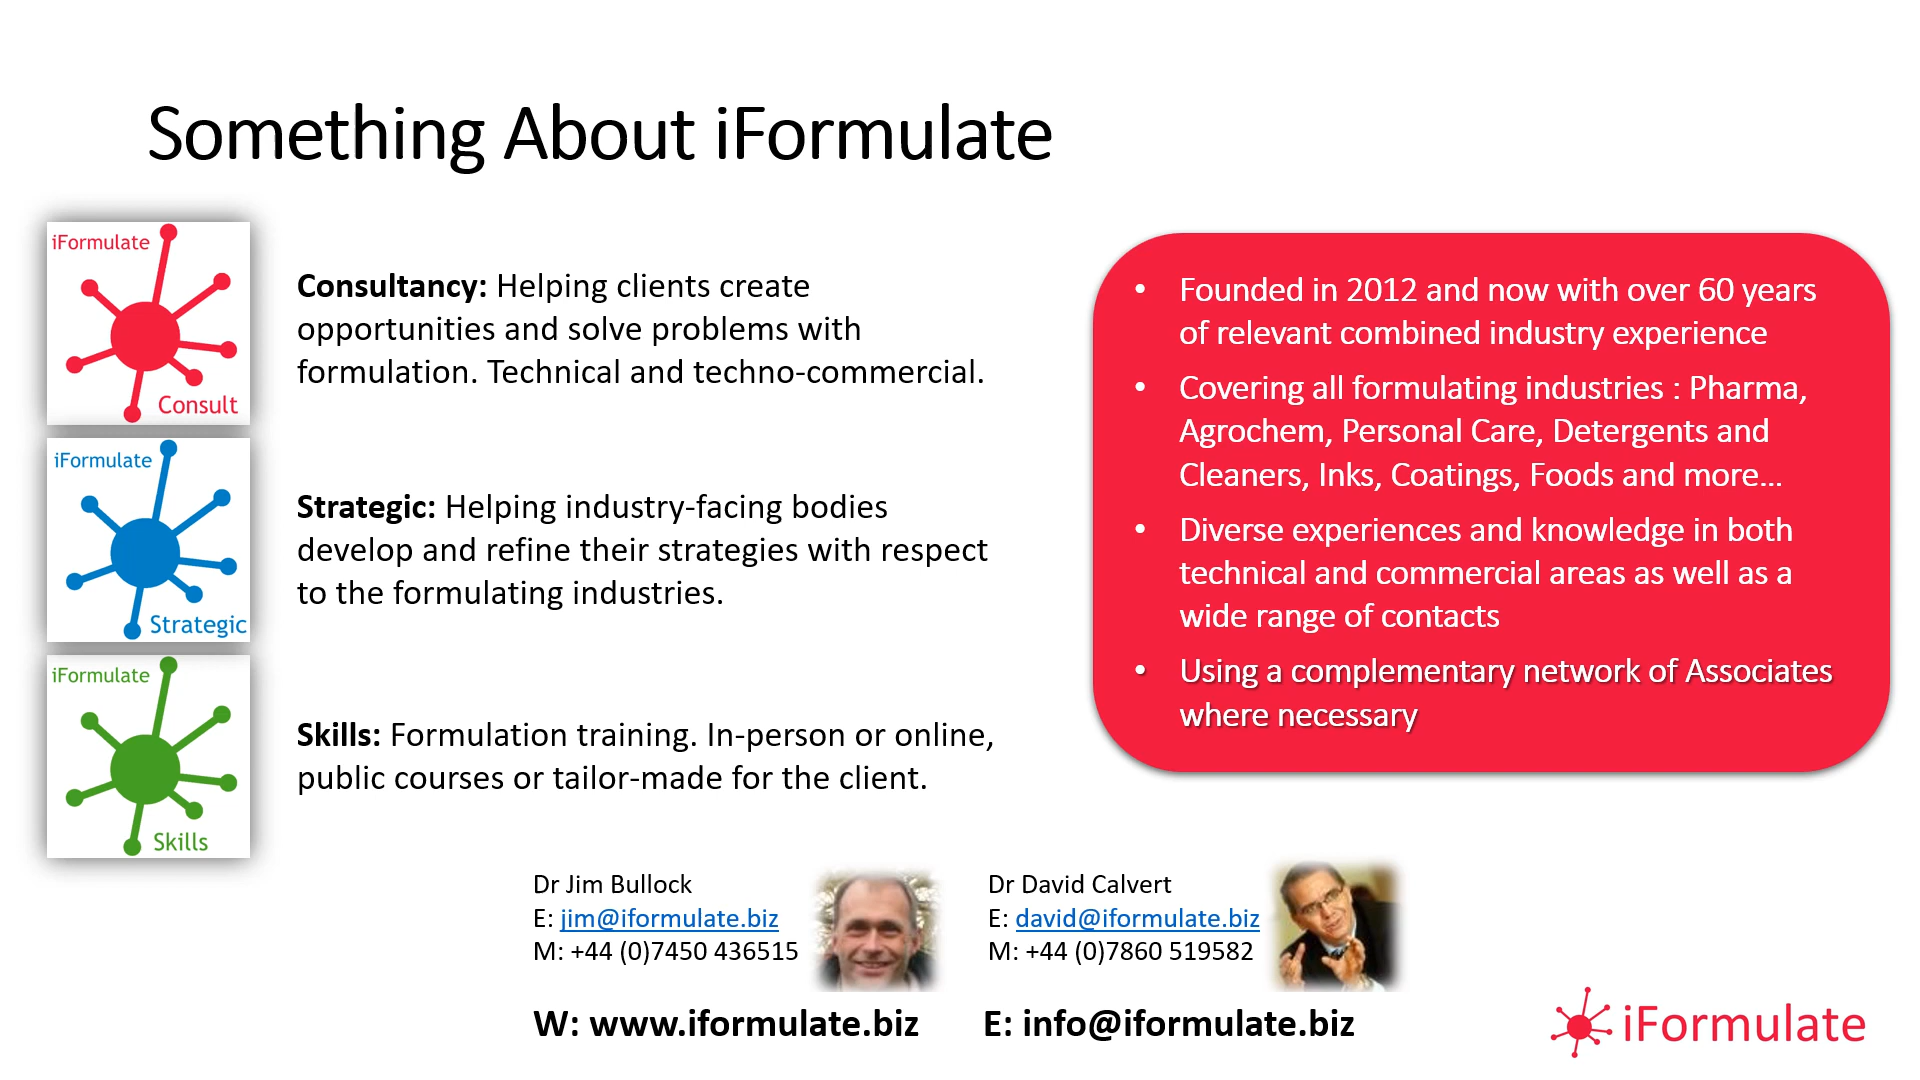 Something About iFormulate
iFormulate
Consult
Consultancy: Helping clients create
opportunities and solve problems with
formulation. Technical and techno-commercial.
iFormulate
Strategic
Strategic: Helping industry-facing bodies
develop and refine their strategies with respect
to the formulating industries.
iFormulate
Skills
Skills: Formulation training. In-person or online,
public courses or tailor-made for the client.
• Founded in 2012 and now with over 60 years
of relevant combined industry experience
• Covering all formulating industries : Pharma,
Agrochem, Personal Care, Detergents and
Cleaners, Inks, Coatings, Foods and more...
• Diverse experiences and knowledge in both
technical and commercial areas as well as a
wide range of contacts
• Using a complementary network of Associates
where necessary
Dr Jim Bullock
E: jim@iformulate.biz
M: +44 (0)7450 436515
Dr David Calvert
E: david@iformulate.biz
M: +44 (0)7860 519582
W: www.iformulate.biz
E: info@iformulate.biz
iFormulate